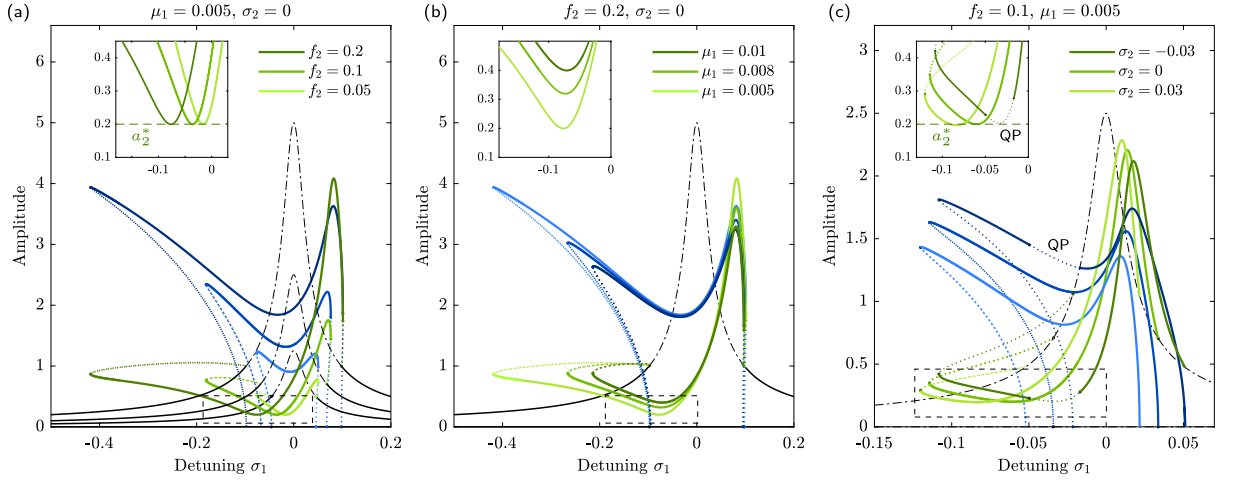 (a) μ₁ = 0.005, σ₂ = 0
f₂ = 0.2
f₂ = 0.1
f₂ = 0.05
a₂*
0.4
0.3
0.2
0.1
-0.1 0
6
5
4
3
2
1
0
Amplitude
-0.4 -0.2 0 0.2
Detuning σ₁
(b) f₂ = 0.2, σ₂ = 0
μ₁ = 0.01
μ₁ = 0.008
μ₁ = 0.005
0.4
0.3
0.2
0.1
-0.1 0
6
5
4
3
2
1
0
Amplitude
-0.4 -0.2 0 0.2
Detuning σ₁
(c) f₂ = 0.1, μ₁ = 0.005
σ₂ = −0.03
σ₂ = 0
σ₂ = 0.03
a₂* QP
0.4
0.3
0.2
0.1
-0.1 -0.05 0
QP
3
2.5
2
1.5
1
0.5
0
Amplitude
-0.15 -0.1 -0.05 0 0.05
Detuning σ₁